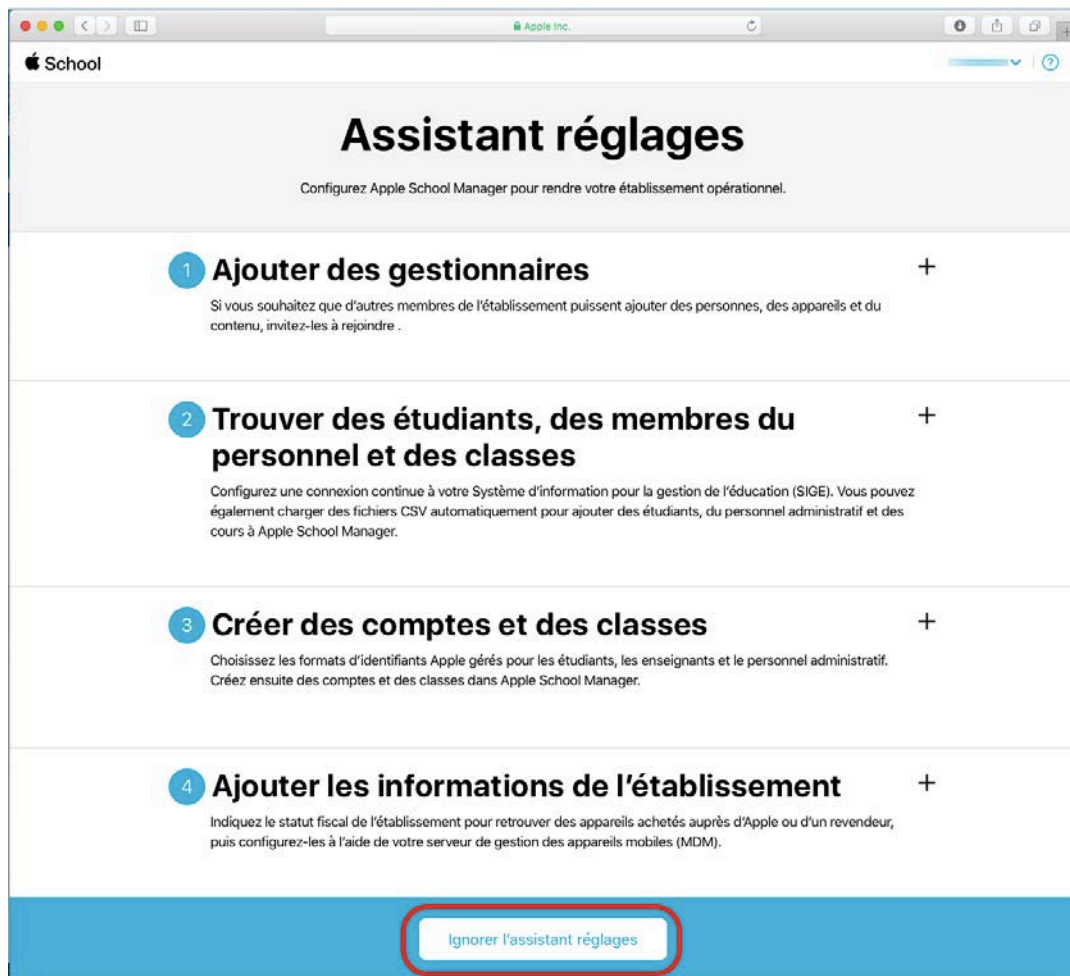 Apple Inc.
School
Assistant réglages
Configurez Apple School Manager pour rendre votre établissement opérationnel.
1 Ajouter des gestionnaires
Si vous souhaitez que d'autres membres de l'établissement puissent ajouter des personnes, des appareils et du
contenu, invitez-les à rejoindre .
2 Trouver des étudiants, des membres du
personnel et des classes
Configurez une connexion continue à votre Système d'information pour la gestion de l'éducation (SIGE). Vous pouvez
également charger des fichiers CSV automatiquement pour ajouter des étudiants, du personnel administratif et des
cours à Apple School Manager.
3 Créer des comptes et des classes
Choisissez les formats d'identifiants Apple gérés pour les étudiants, les enseignants et le personnel administratif.
Créez ensuite des comptes et des classes dans Apple School Manager.
4 Ajouter les informations de l'établissement
Indiquez le statut fiscal de l'établissement pour retrouver des appareils achetés auprès d'Apple ou d'un revendeur,
puis configurez-les à l'aide de votre serveur de gestion des appareils mobiles (MDM).
Ignorer l'assistant réglages